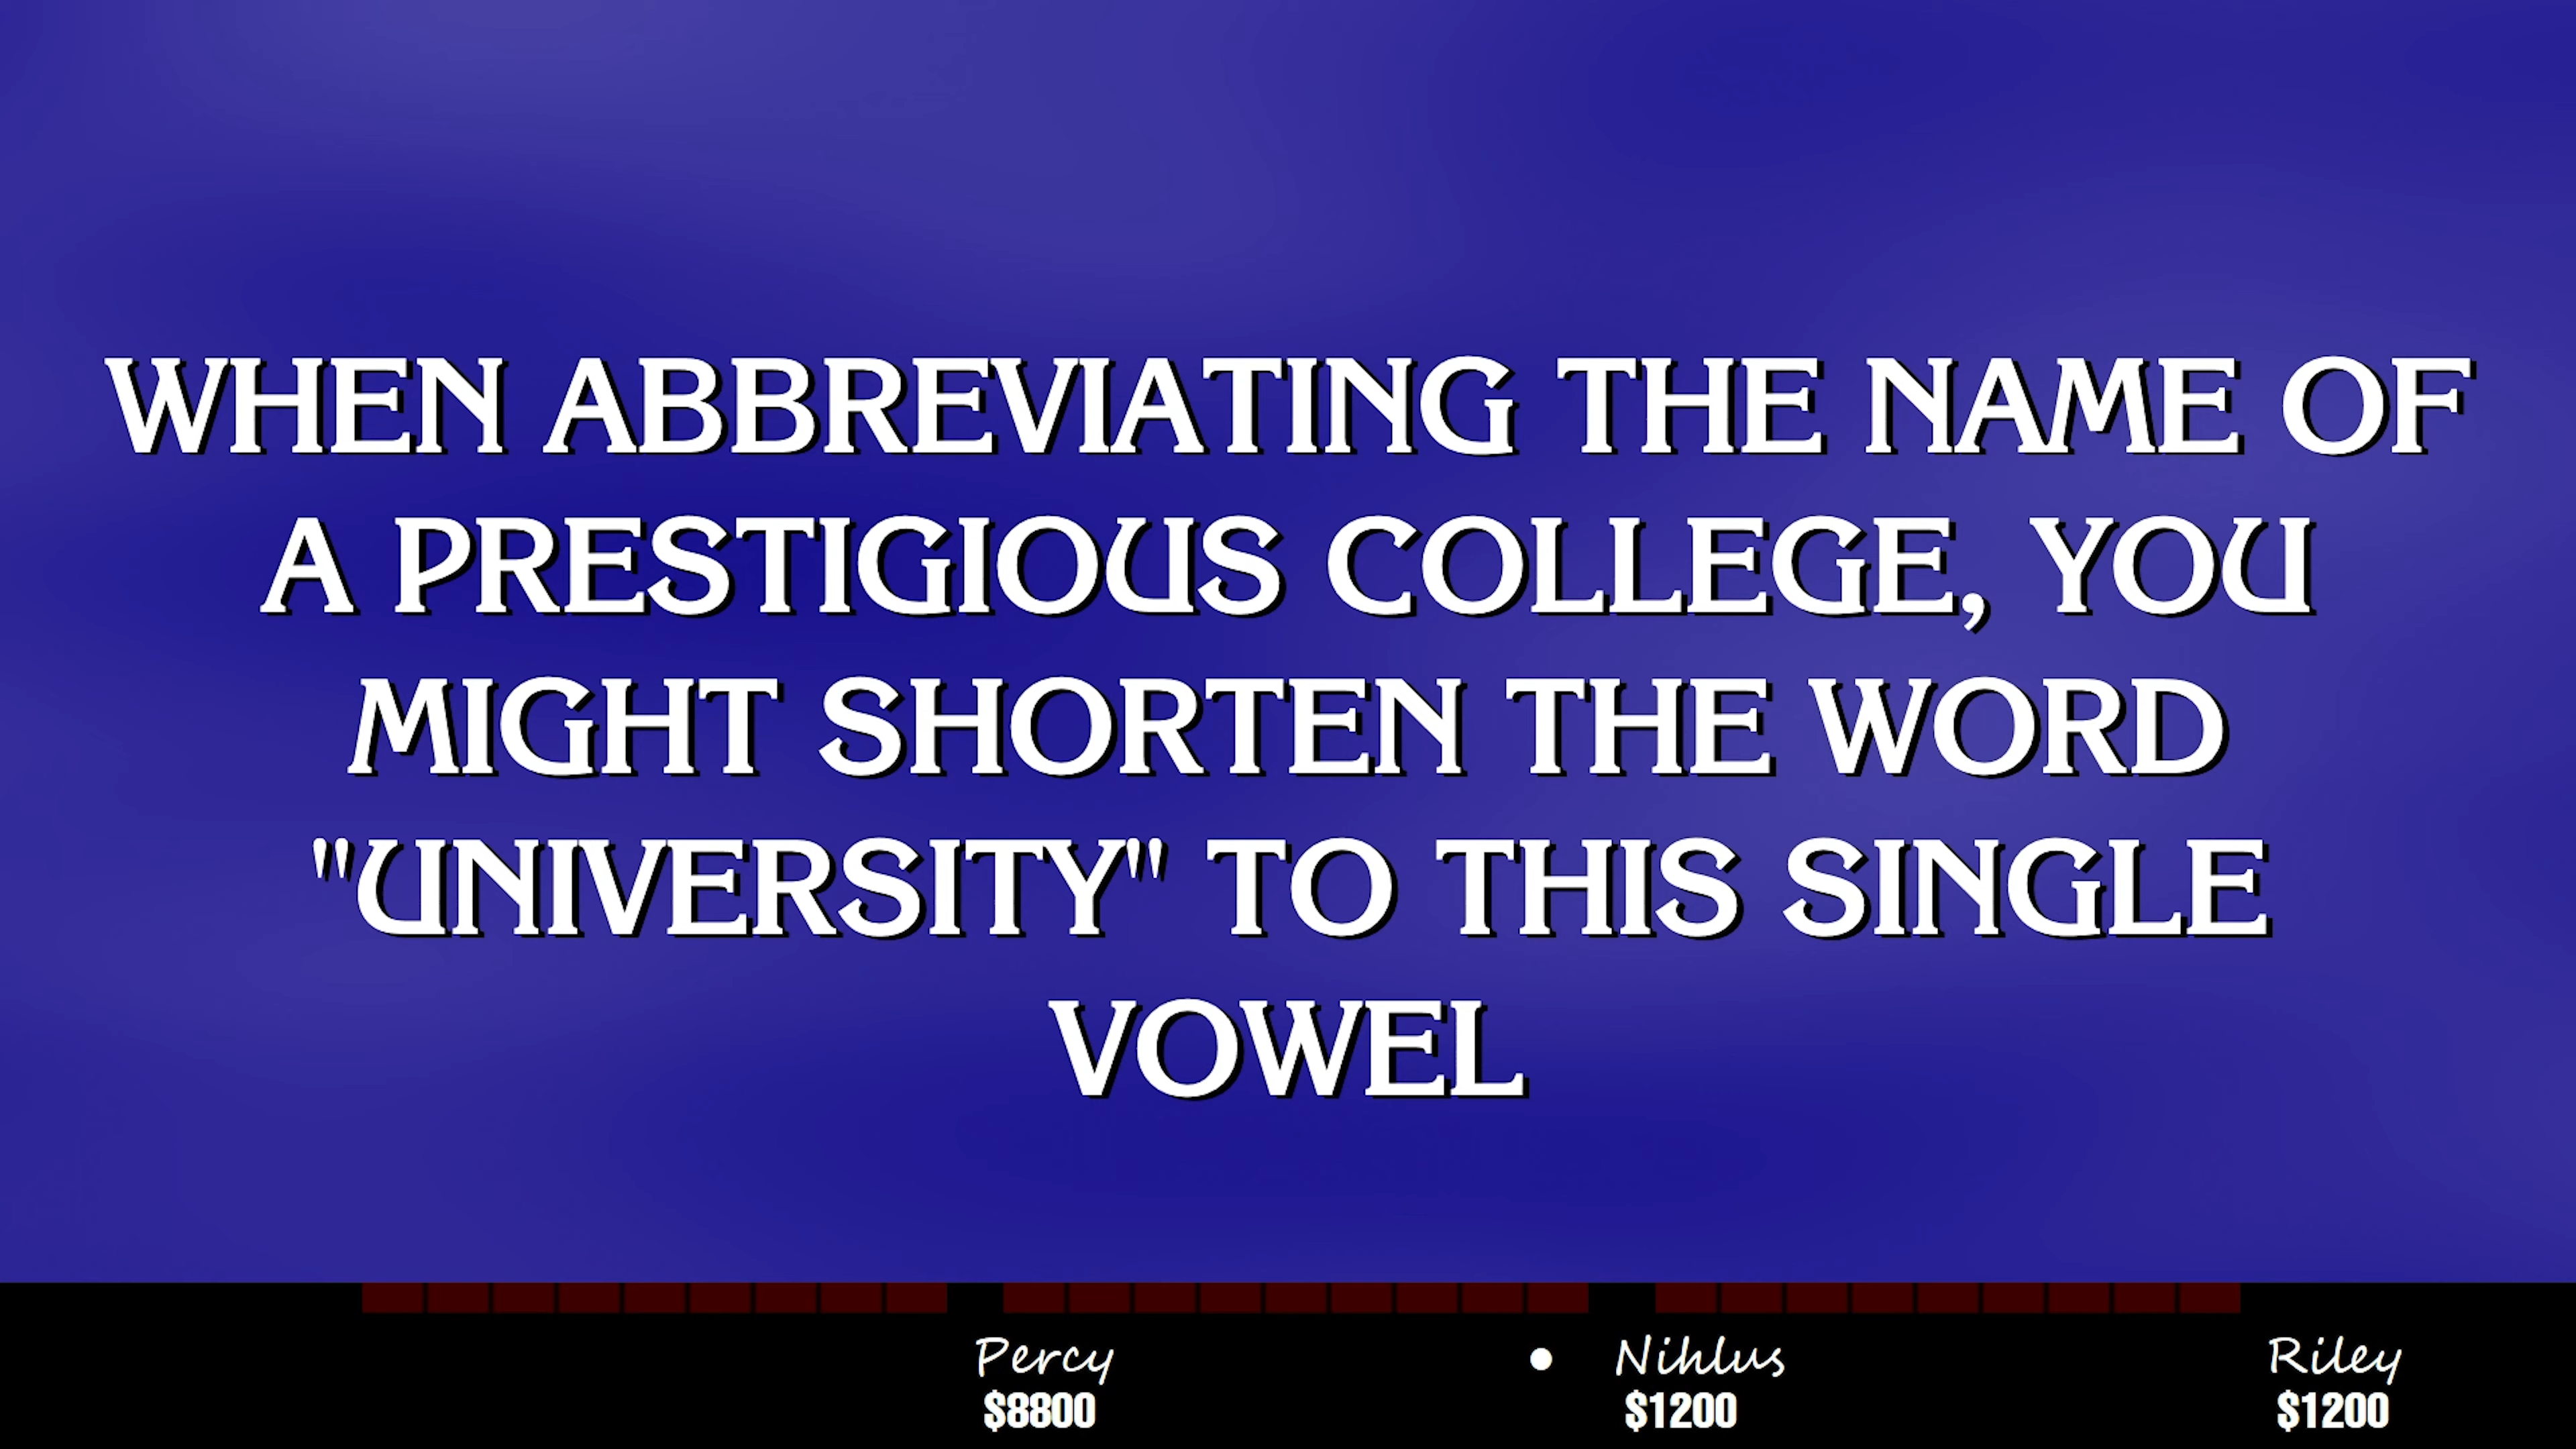 WHEN ABBREVIATING THE NAME OF
A PRESTIGIOUS COLLEGE, YOU
MIGHT SHORTEN THE WORD
"UNIVERSITY" TO THIS SINGLE
VOWEL
Percy
$8800
Nihlus
$1200
Riley
$1200